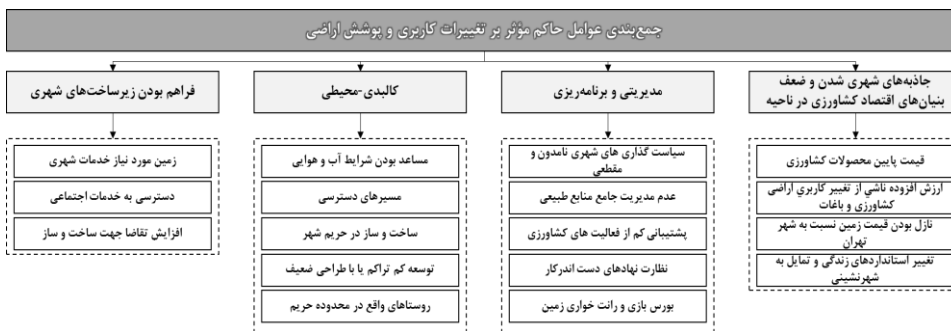 جمع‌بندی عوامل حاکم مؤثر بر تغییرات کاربری و پوشش اراضی
جاذبه‌های شهری شدن و ضعف
بنیان‌های اقتصاد کشاورزی در ناحیه
قیمت پایین محصولات کشاورزی
ارزش افزوده ناشي از تغيير کاربريِ اراضی
کشاورزی و باغات
نازل بودن قیمت زمین نسبت به شهر
تهران
تغییر استانداردهای زندگی و تمایل به
شهرنشینی
مدیریتی و برنامه‌ریزی
سیاست گذاری های شهری نامدون و
مقطعی
عدم مدیریت جامع منابع طبیعی
پشتیبانی کم از فعالیت های کشاورزی
نظارت نهادهای دست اندرکار
بورس بازی و رانت خواری زمین
کالبدی-محیطی
مساعد بودن شرایط آب و هوایی
مسیرهای دسترسی
ساخت و ساز در حریم شهر
توسعه کم تراکم یا با طراحی ضعیف
روستاهای واقع در محدوده حریم
فراهم بودن زیرساخت‌های شهری
زمین مورد نیاز خدمات شهری
دسترسی به خدمات اجتماعی
افزایش تقاضا جهت ساخت و ساز